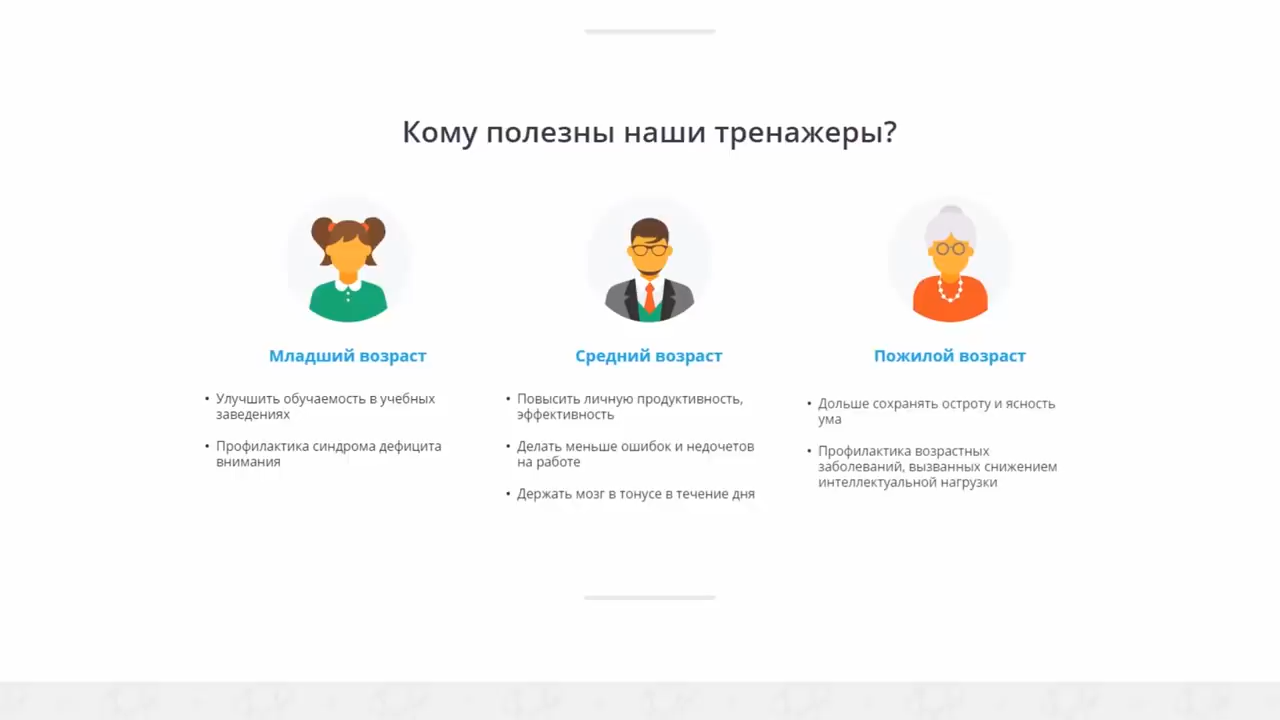 Кому полезны наши тренажеры?
Младший возраст
• Улучшить обучаемость в учебных
заведениях
• Профилактика синдрома дефицита
внимания
Средний возраст
• Повысить личную продуктивность,
эффективность
• Делать меньше ошибок и недочетов
на работе
• Держать мозг в тонусе в течение дня
Пожилой возраст
• Дольше сохранять остроту и ясность
ума
• Профилактика возрастных
заболеваний, вызванных снижением
интеллектуальной нагрузки